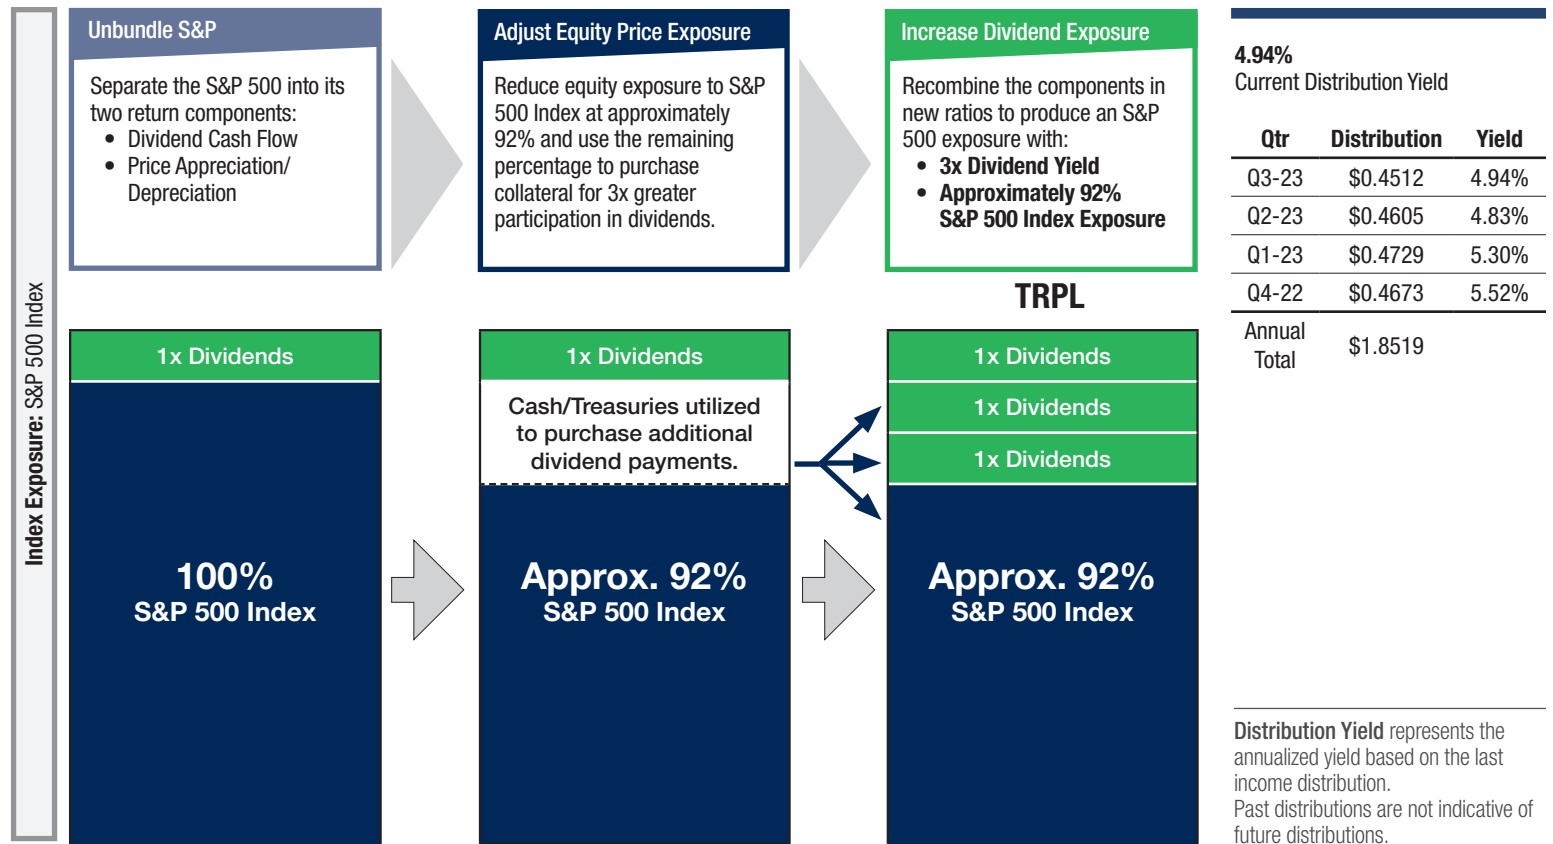 Index Exposure: S&P 500 Index
Unbundle S&P
Separate the S&P 500 into its
two return components:
• Dividend Cash Flow
• Price Appreciation/
Depreciation
Adjust Equity Price Exposure
Reduce equity exposure to S&P
500 Index at approximately
92% and use the remaining
percentage to purchase
collateral for 3x greater
participation in dividends.
Increase Dividend Exposure
Recombine the components in
new ratios to produce an S&P
500 exposure with:
• 3x Dividend Yield
• Approximately 92%
S&P 500 Index Exposure
TRPL
1x Dividends
100%
S&P 500 Index
1x Dividends
Cash/Treasuries utilized
to purchase additional
dividend payments.
Approx. 92%
S&P 500 Index
1x Dividends
1x Dividends
1x Dividends
Approx. 92%
S&P 500 Index
4.94%
Current Distribution Yield
Qtr Distribution Yield
Q3-23 $0.4512 4.94%
Q2-23 $0.4605 4.83%
Q1-23 $0.4729 5.30%
Q4-22 $0.4673 5.52%
Annual
Total $1.8519
Distribution Yield represents the
annualized yield based on the last
income distribution.
Past distributions are not indicative of
future distributions.